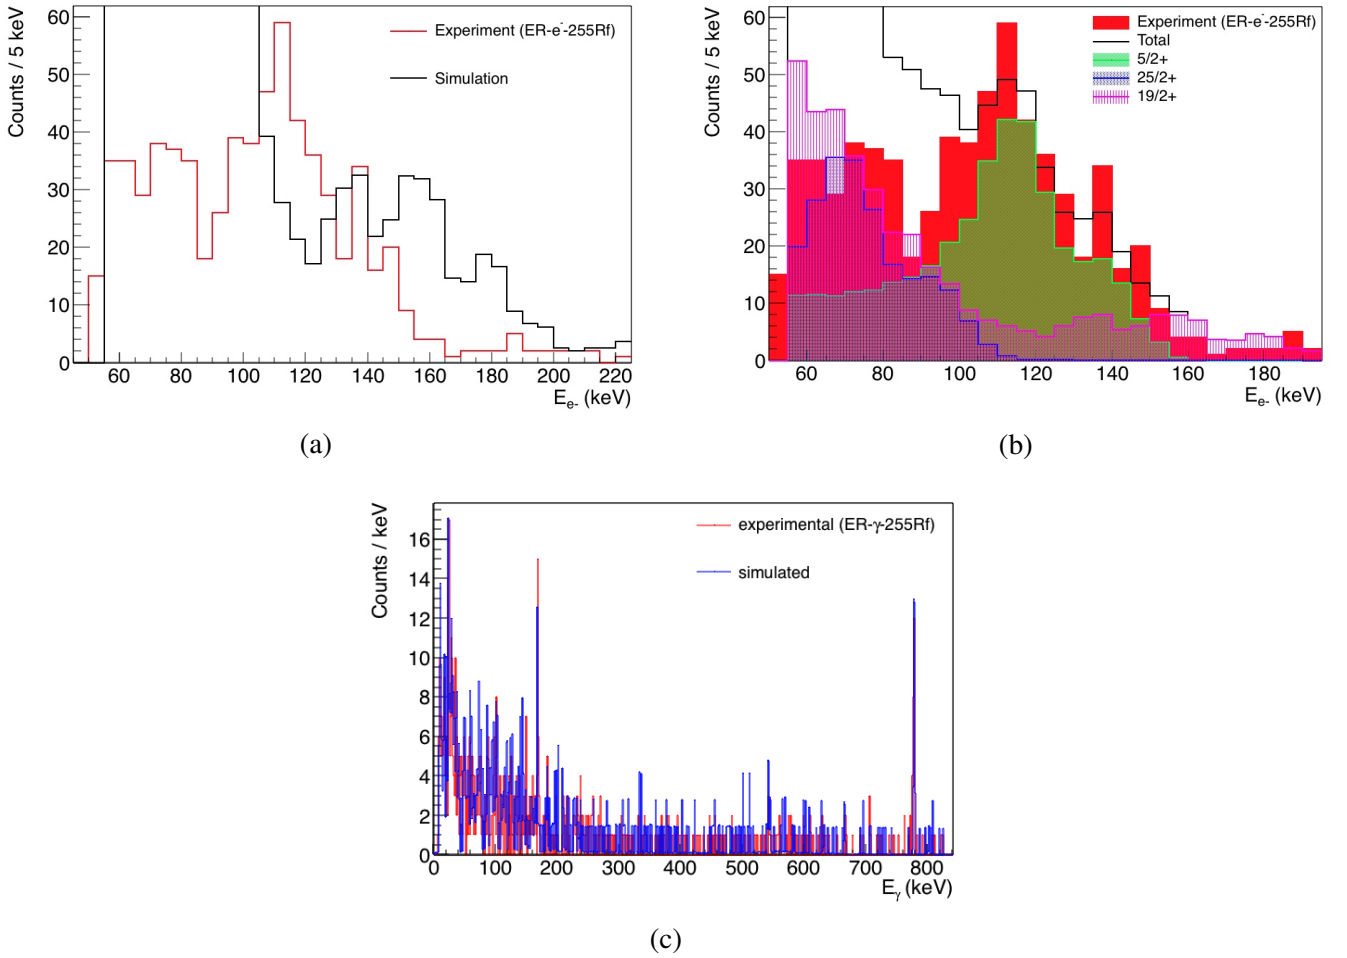 Counts / 5 keV
60
50
40
30
20
10
0
Experiment (ER-e⁻-255Rf)
Simulation
60 80 100 120 140 160 180 200 220
Eₑ₋ (keV)
(a)
Counts / 5 keV
60
50
40
30
20
10
0
Experiment (ER-e⁻-255Rf)
Total
5/2+
25/2+
19/2+
60 80 100 120 140 160 180
Eₑ₋ (keV)
(b)
Counts / keV
16
14
12
10
8
6
4
2
0
experimental (ER-γ-255Rf)
simulated
0 100 200 300 400 500 600 700 800
Eᵧ (keV)
(c)